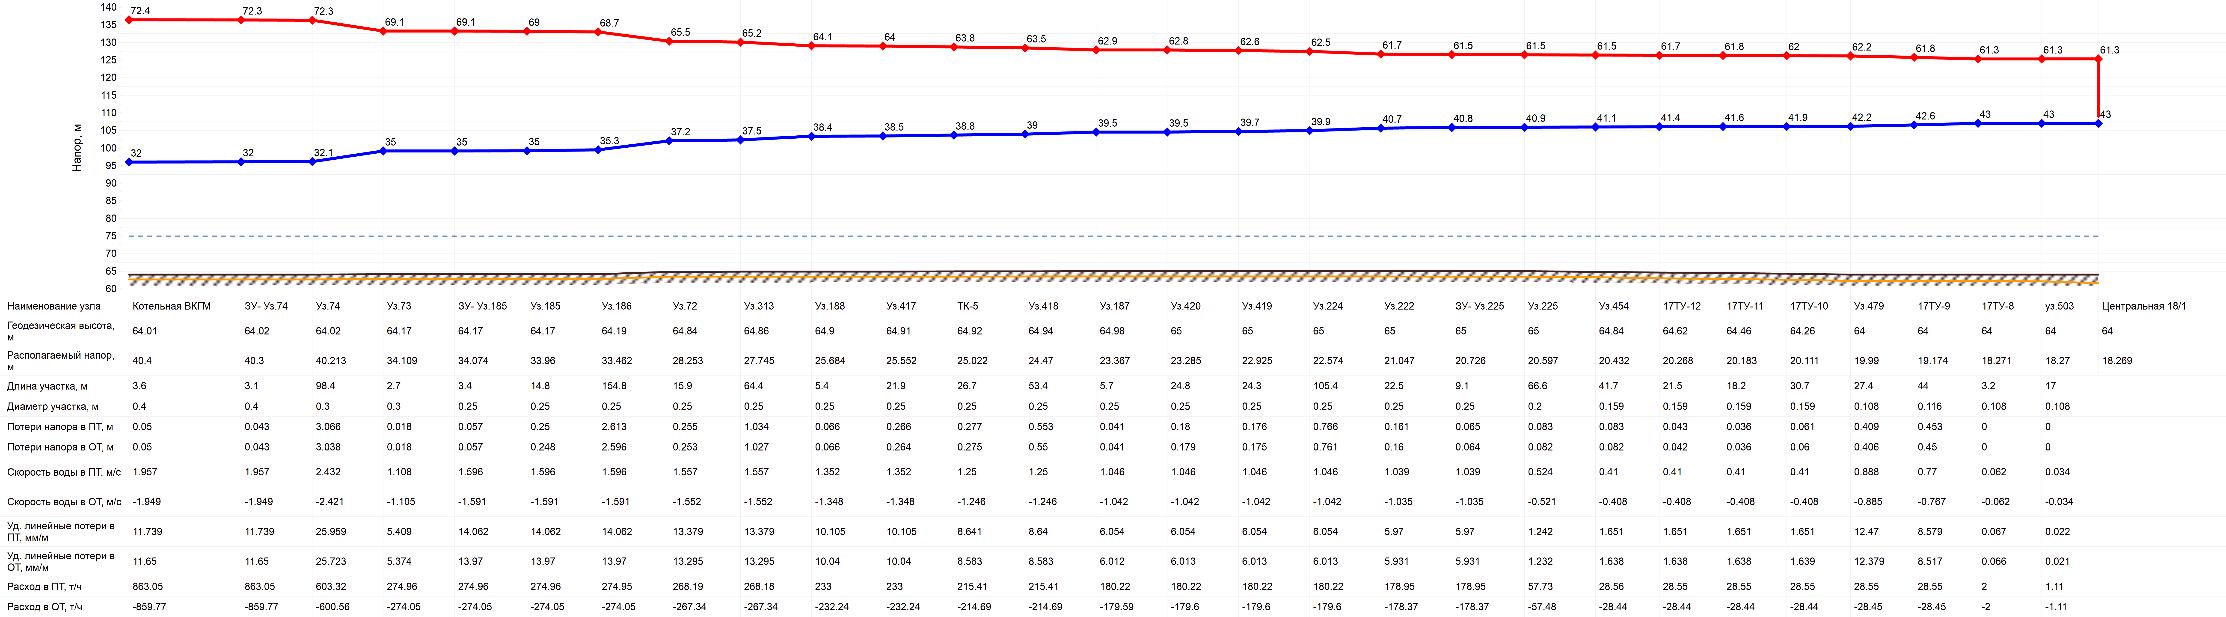 140
135
130
125
120
115
110
105
100
95
90
85
80
75
70
65
60
Напор, м
72.4 72.3 72.3 69.1 69.1 69 68.7 65.5 65.2 64.1 64 63.8 63.5 62.9 62.8 62.6 62.5 61.7 61.5 61.5 61.5 61.7 61.8 62 62.2 61.8 61.3 61.3 61.3
32 32 32.1 35 35 35 35.3 37.2 37.5 38.4 38.5 38.8 39 39.5 39.5 39.7 39.9 40.7 40.8 40.9 41.1 41.4 41.6 41.9 42.2 42.6 43 43 43
Наименование узла Котельная ВКГМ ЗУ- Уз.74 Уз.74 Уз.73 ЗУ- Уз.185 Уз.185 Уз.186 Уз.72 Уз.313 Уз.188 Уз.417 ТК-5 Уз.418 Уз.187 Уз.420 Уз.419 Уз.224 Уз.222 ЗУ- Уз.225 Уз.225 Уз.454 17ТУ-12 17ТУ-11 17ТУ-10 Уз.479 17ТУ-9 17ТУ-8 уз.503 Центральная 18/1
Геодезическая высота,
м
64.01 64.02 64.02 64.17 64.17 64.17 64.19 64.84 64.86 64.9 64.91 64.92 64.94 64.98 65 65 65 65 65 65 64.84 64.62 64.46 64.26 64 64 64 64 64
Располагаемый напор,
м
40.4 40.3 40.213 34.109 34.074 33.96 33.462 28.253 27.745 25.684 25.552 25.022 24.47 23.367 23.285 22.925 22.574 21.047 20.726 20.597 20.432 20.268 20.183 20.111 19.99 19.174 18.271 18.27 18.269
Длина участка, м 3.6 3.1 98.4 2.7 3.4 14.8 154.8 15.9 64.4 5.4 21.9 26.7 53.4 5.7 24.8 24.3 105.4 22.5 9.1 66.6 41.7 21.5 18.2 30.7 27.4 44 3.2 17
Диаметр участка, м 0.4 0.4 0.3 0.3 0.25 0.25 0.25 0.25 0.25 0.25 0.25 0.25 0.25 0.25 0.25 0.25 0.25 0.25 0.25 0.2 0.159 0.159 0.159 0.159 0.108 0.116 0.108 0.108
Потери напора в ПТ, м 0.05 0.043 3.066 0.018 0.057 0.25 2.613 0.255 1.034 0.066 0.266 0.277 0.553 0.041 0.18 0.176 0.766 0.161 0.065 0.083 0.083 0.043 0.036 0.061 0.409 0.453 0 0
Потери напора в ОТ, м 0.05 0.043 3.038 0.018 0.057 0.248 2.596 0.253 1.027 0.066 0.264 0.275 0.55 0.041 0.179 0.175 0.761 0.16 0.064 0.082 0.082 0.042 0.036 0.06 0.406 0.45 0 0
Скорость воды в ПТ, м/с 1.957 1.957 2.432 1.108 1.596 1.596 1.596 1.557 1.557 1.352 1.352 1.25 1.25 1.046 1.046 1.046 1.046 1.039 1.039 0.524 0.41 0.41 0.41 0.41 0.888 0.77 0.062 0.034
Скорость воды в ОТ, м/с -1.949 -1.949 -2.421 -1.105 -1.591 -1.591 -1.591 -1.552 -1.552 -1.348 -1.348 -1.246 -1.246 -1.042 -1.042 -1.042 -1.042 -1.035 -1.035 -0.521 -0.408 -0.408 -0.408 -0.408 -0.885 -0.767 -0.062 -0.034
Уд. линейные потери в
ПТ, мм/м
11.739 11.739 25.959 5.409 14.062 14.062 14.062 13.379 13.379 10.105 10.105 8.641 8.64 6.054 6.054 6.054 6.054 5.97 5.97 1.242 1.651 1.651 1.651 1.651 12.47 8.579 0.067 0.022
Уд. линейные потери в
ОТ, мм/м
11.65 11.65 25.723 5.374 13.97 13.97 13.97 13.295 13.295 10.04 10.04 8.583 8.583 6.012 6.013 6.013 6.013 5.931 5.931 1.232 1.638 1.638 1.638 1.639 12.379 8.517 0.066 0.021
Расход в ПТ, т/ч 863.05 863.05 603.32 274.96 274.96 274.96 274.95 268.19 268.18 233 233 215.41 215.41 180.22 180.22 180.22 180.22 178.95 178.95 57.73 28.56 28.55 28.55 28.55 28.55 28.55 2 1.11
Расход в ОТ, т/ч -859.77 -859.77 -600.56 -274.05 -274.05 -274.05 -274.05 -267.34 -267.34 -232.24 -232.24 -214.69 -214.69 -179.59 -179.6 -179.6 -179.6 -178.37 -178.37 -57.48 -28.44 -28.44 -28.44 -28.44 -28.45 -28.45 -2 -1.11